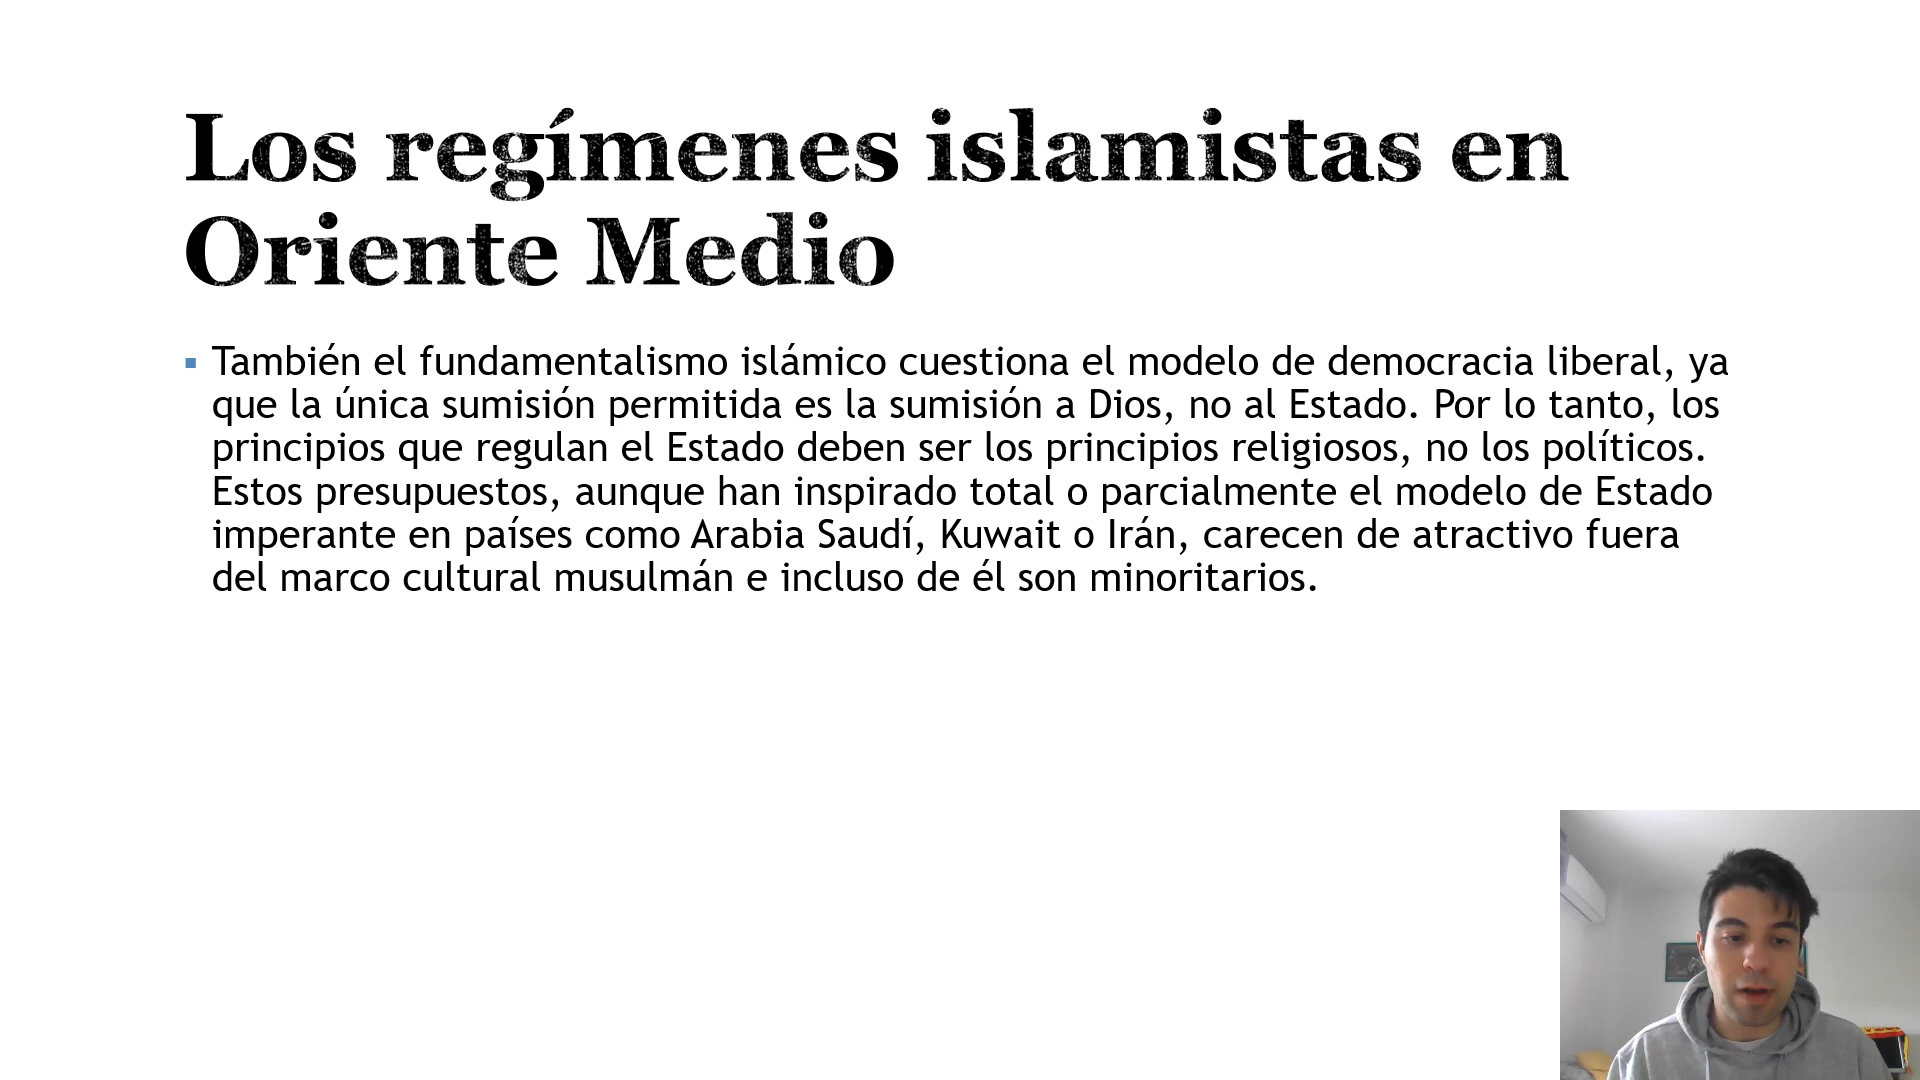 Los regímenes islamistas en
Oriente Medio
También el fundamentalismo islámico cuestiona el modelo de democracia liberal, ya
que la única sumisión permitida es la sumisión a Dios, no al Estado. Por lo tanto, los
principios que regulan el Estado deben ser los principios religiosos, no los políticos.
Estos presupuestos, aunque han inspirado total o parcialmente el modelo de Estado
imperante en países como Arabia Saudí, Kuwait o Irán, carecen de atractivo fuera
del marco cultural musulmán e incluso de él son minoritarios.